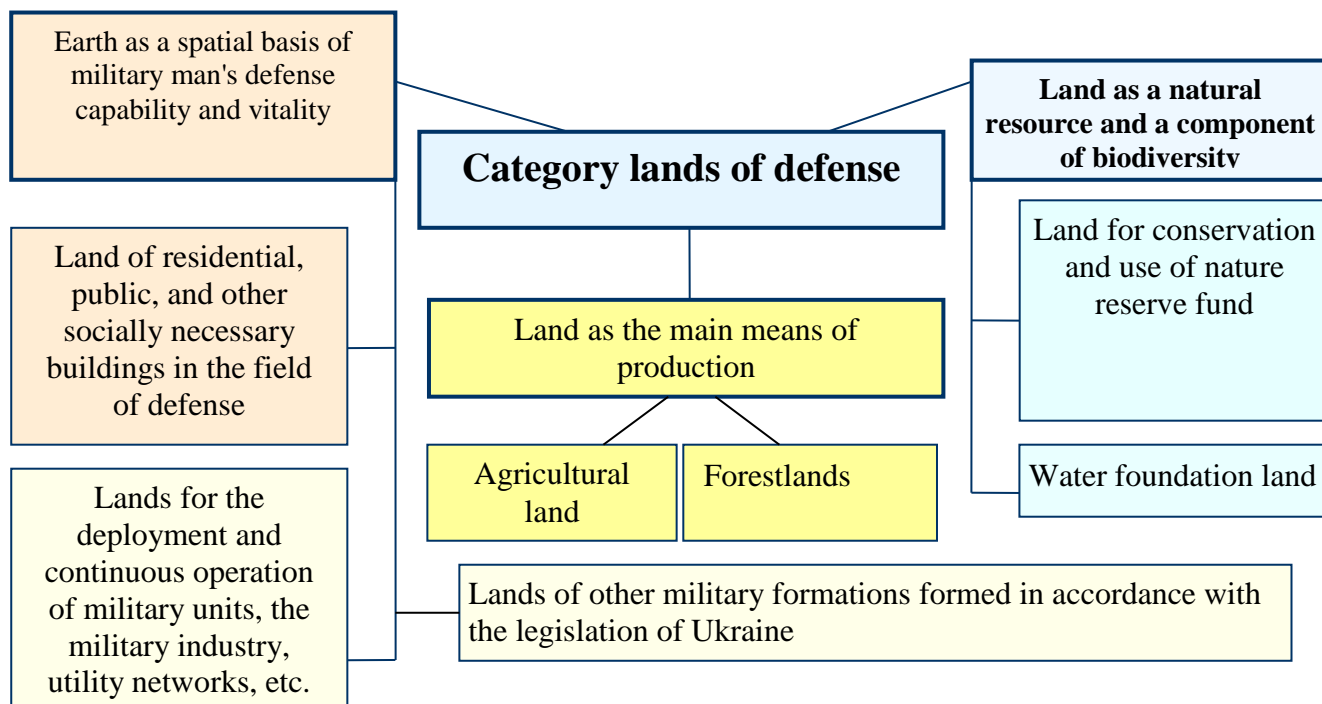 Earth as a spatial basis of
military man's defense
capability and vitality
Land as a natural
resource and a component
of biodiversity
Category lands of defense
Land of residential,
public, and other
socially necessary
buildings in the field
of defense
Land as the main means of
production
Land for conservation
and use of nature
reserve fund
Agricultural
land
Forestlands
Water foundation land
Lands for the
deployment and
continuous operation
of military units, the
military industry,
utility networks, etc.
Lands of other military formations formed in accordance with
the legislation of Ukraine